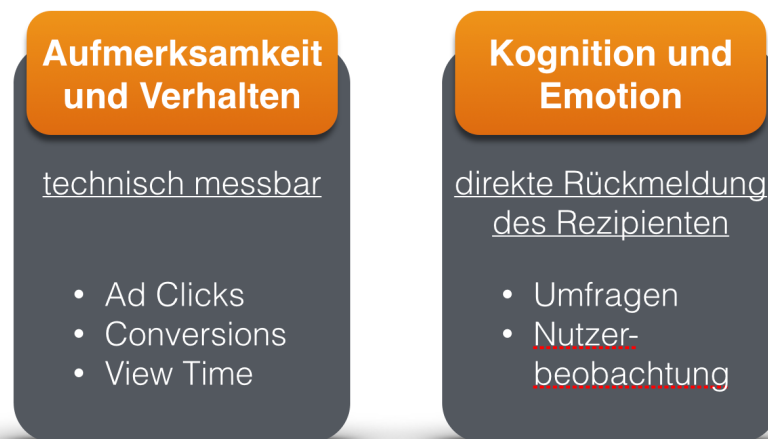 Aufmerksamkeit
und Verhalten
technisch messbar
• Ad Clicks
• Conversions
• View Time
Kognition und
Emotion
direkte Rückmeldung
des Rezipienten
• Umfragen
• Nutzer-
beobachtung